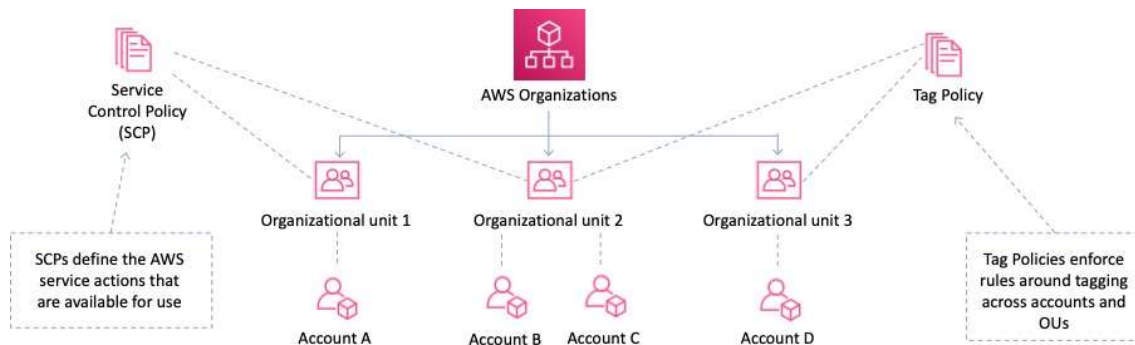 AWS Organizations
Service
Control Policy
(SCP)
Tag Policy
Organizational unit 1
Organizational unit 2
Organizational unit 3
SCPs define the AWS
service actions that
are available for use
Tag Policies enforce
rules around tagging
across accounts and
OUs
Account A
Account B
Account C
Account D